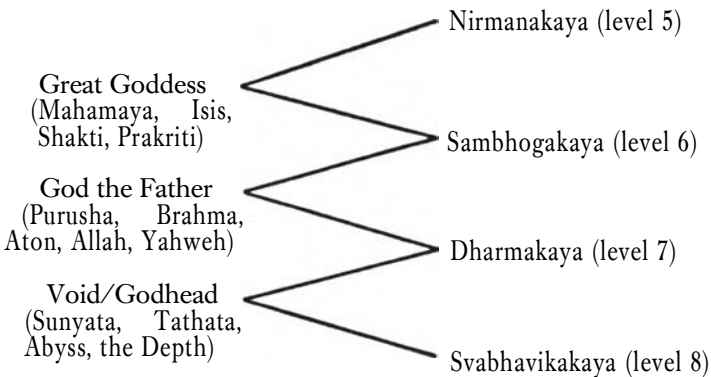 Nirmanakaya (level 5)
Great Goddess
(Mahamaya, Isis,
Shakti, Prakriti)
Sambhogakaya (level 6)
God the Father
(Purusha, Brahma,
Aton, Allah, Yahweh)
Dharmakaya (level 7)
Void/Godhead
(Sunyata, Tathata,
Abyss, the Depth)
Svabhavikakaya (level 8)